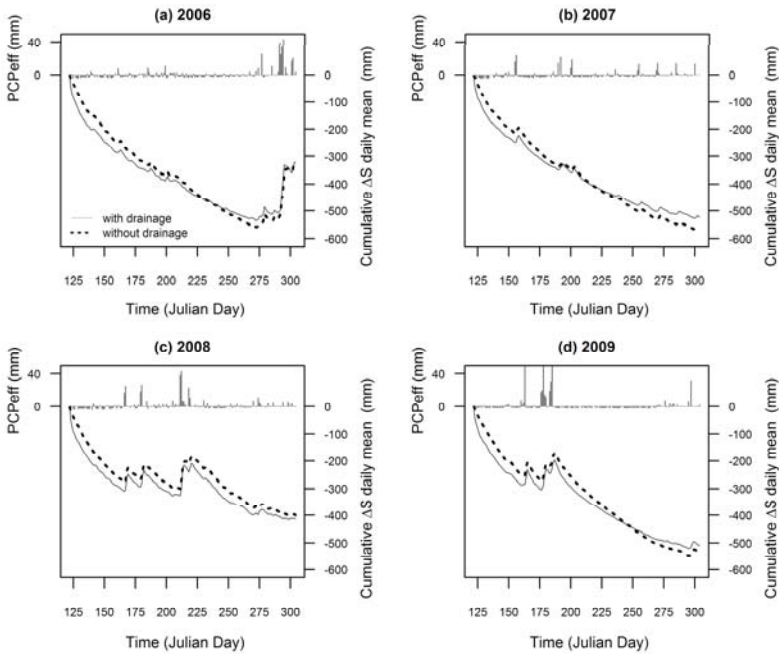 (a) 2006
PCPeff (mm)
40
0
0
-100
-200
-300
-400
-500
-600
Cumulative ΔS daily mean (mm)
with drainage
without drainage
125 150 175 200 225 250 275 300
Time (Julian Day)
(b) 2007
PCPeff (mm)
40
0
0
-100
-200
-300
-400
-500
-600
Cumulative ΔS daily mean (mm)
125 150 175 200 225 250 275 300
Time (Julian Day)
(c) 2008
PCPeff (mm)
40
0
0
-100
-200
-300
-400
-500
-600
Cumulative ΔS daily mean (mm)
125 150 175 200 225 250 275 300
Time (Julian Day)
(d) 2009
PCPeff (mm)
40
0
0
-100
-200
-300
-400
-500
-600
Cumulative ΔS daily mean (mm)
125 150 175 200 225 250 275 300
Time (Julian Day)